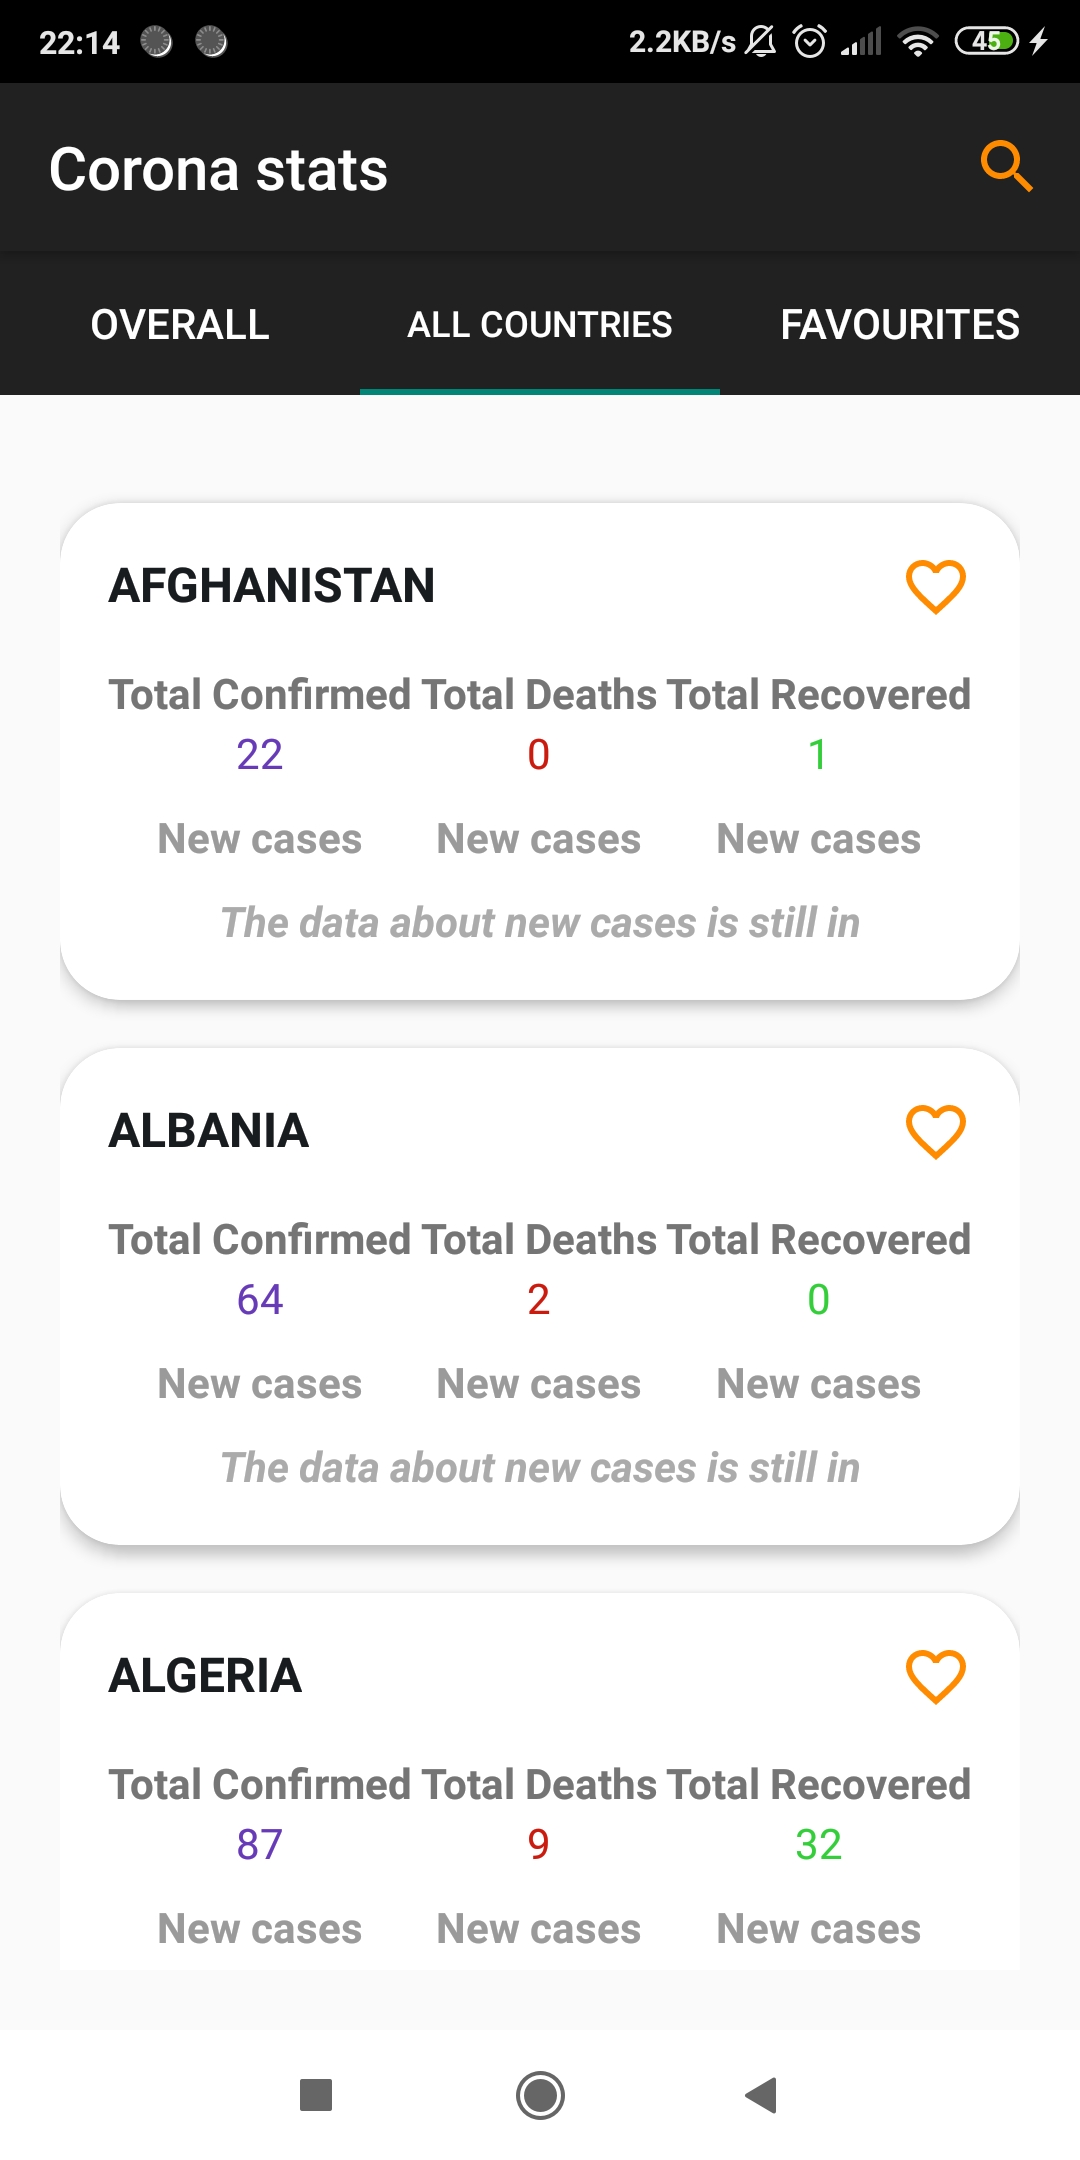 22:14 2.2KB/s 45
Corona stats
OVERALL ALL COUNTRIES FAVOURITES
AFGHANISTAN
Total Confirmed Total Deaths Total Recovered
22 0 1
New cases New cases New cases
The data about new cases is still in
ALBANIA
Total Confirmed Total Deaths Total Recovered
64 2 0
New cases New cases New cases
The data about new cases is still in
ALGERIA
Total Confirmed Total Deaths Total Recovered
87 9 32
New cases New cases New cases